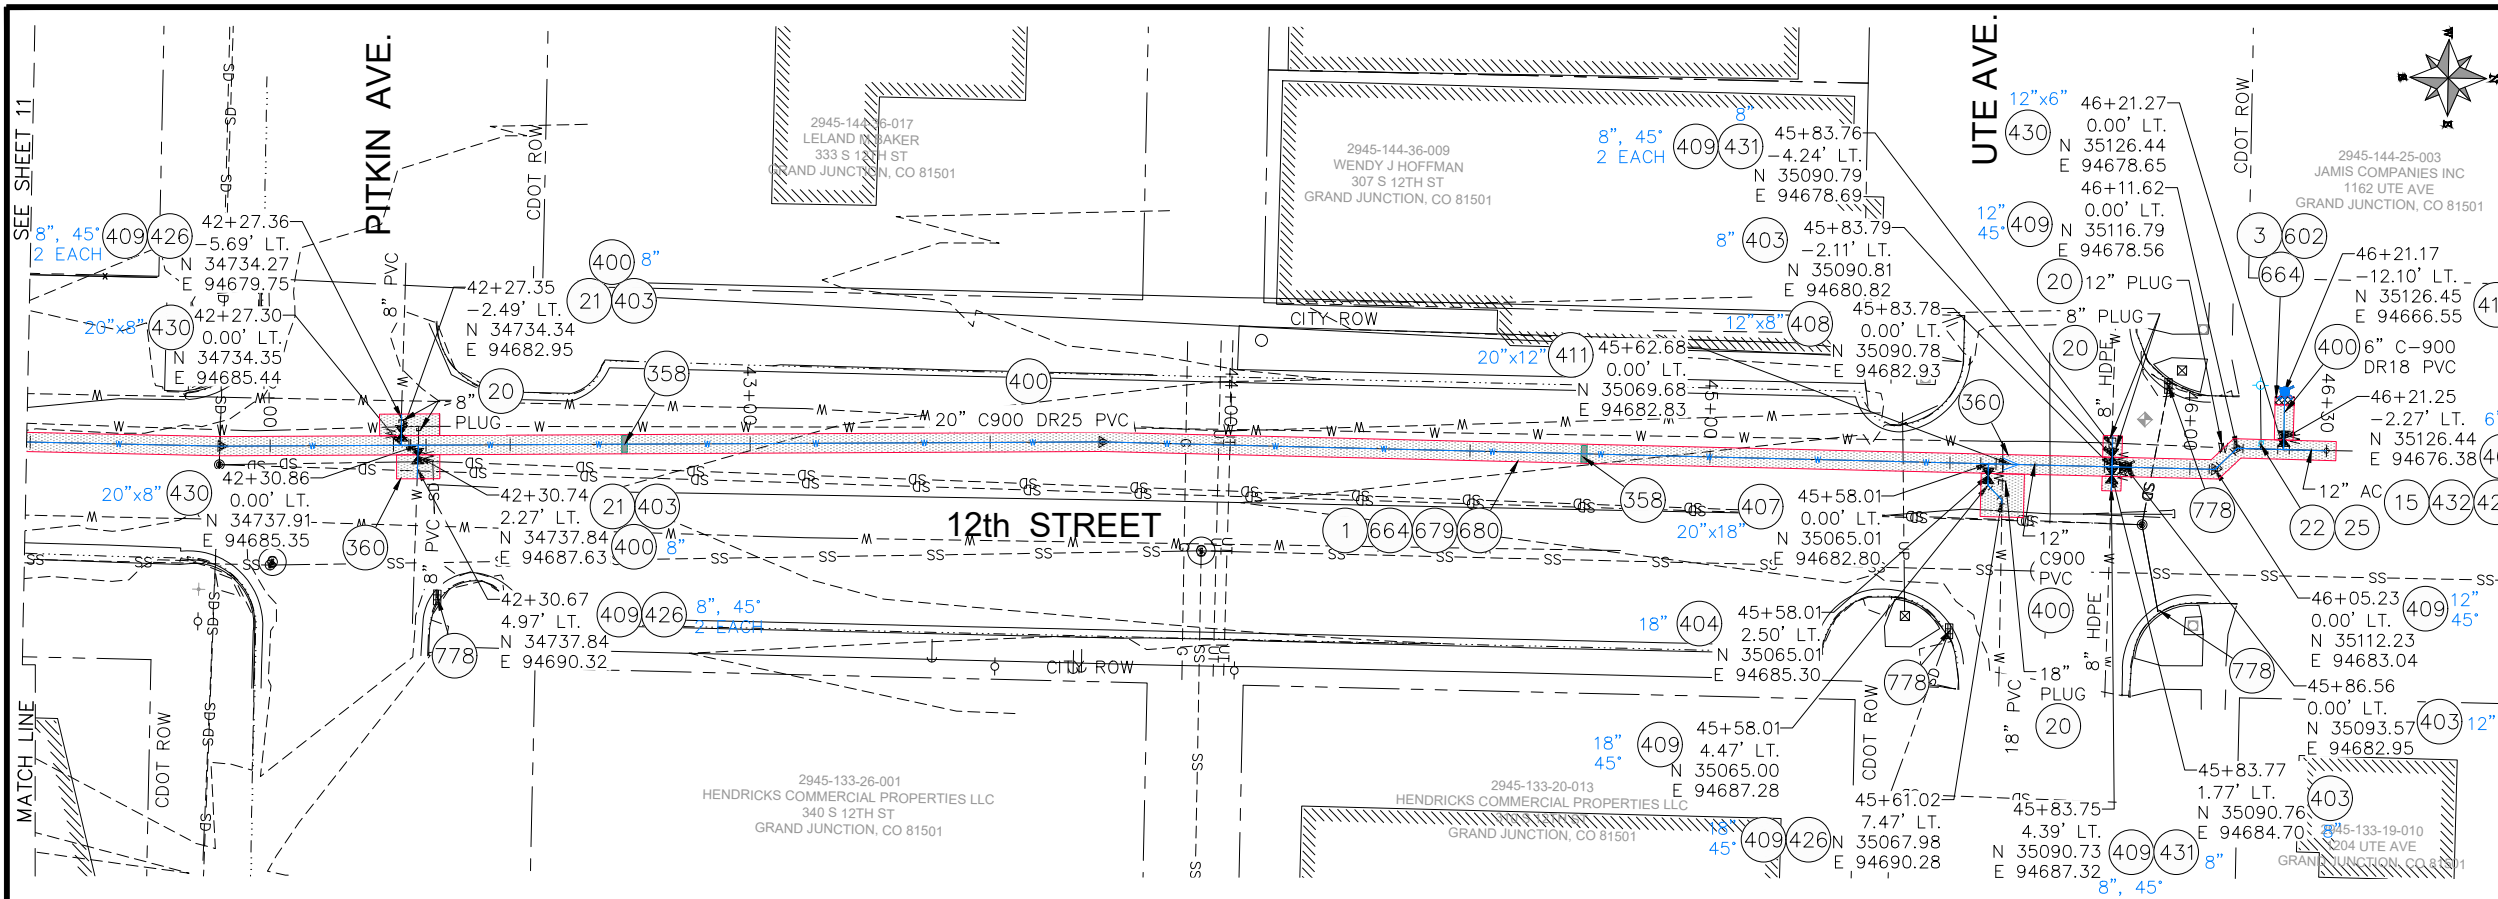 SEE SHEET 11
MATCH LINE
PITKIN AVE.
UTE AVE.
12th STREET
CDOT ROW
CDOT ROW
CDOT ROW
CDOT ROW
CITY ROW
CITY ROW
2945-144-36-017
LELAND M BAKER
333 S 12TH ST
GRAND JUNCTION, CO 81501
2945-144-36-009
WENDY J HOFFMAN
307 S 12TH ST
GRAND JUNCTION, CO 81501
2945-144-25-003
JAMIS COMPANIES INC
1162 UTE AVE
GRAND JUNCTION, CO 81501
8", 45°
2 EACH
409 426
42+27.36
-5.69' LT.
N 34734.27
E 94679.75
20"x8" 430
42+27.30
0.00' LT.
N 34734.35
E 94685.44
8" PVC
42+27.35
-2.49' LT.
N 34734.34
E 94682.95
400 8"
21 403
20
8"
PLUG
358
43+00
400
20" C900 DR25 PVC
44+00
45+00
8", 45°
2 EACH
409 431
8"
45+83.76
-4.24' LT.
N 35090.79
E 94678.69
8" 403
45+83.79
-2.11' LT.
N 35090.81
E 94680.82
12"x8" 408
45+83.78
0.00' LT.
N 35090.78
E 94682.93
20"x12" 411
45+62.68
0.00' LT.
N 35069.68
E 94682.83
12"x6"
430
46+21.27
0.00' LT.
N 35126.44
E 94678.65
12"
45°
409
46+11.62
0.00' LT.
N 35116.79
E 94678.56
20 12" PLUG
8" PLUG
20
8" HDPE
3 602
664
46+21.17
-12.10' LT.
N 35126.45
E 94666.55
400 6" C-900
DR18 PVC
46+30
46+21.25
-2.27' LT.
N 35126.44
E 94676.38
46+00
360
20"x8" 430
42+30.86
0.00' LT.
N 34737.91
E 94685.35
360
42+30.74
2.27' LT.
N 34737.84
E 94687.63
21 403
400 8"
8" PVC
42+30.67
4.97' LT.
N 34737.84
E 94690.32
409 426
8", 45°
2 EACH
778
1 664 679 680
358
407
20"x18"
45+58.01
0.00' LT.
N 35065.01
E 94682.80
12"
C900
PVC
400
12" AC
15 432
22 25
778
18" 404
45+58.01
2.50' LT.
N 35065.01
E 94685.30
778
18"
45°
409
45+58.01
4.47' LT.
N 35065.00
E 94687.28
18"
PLUG
20
18" PVC
8" HDPE
18"
45°
409 426
45+61.02
7.47' LT.
N 35067.98
E 94690.28
45+83.75
4.39' LT.
N 35090.73
E 94687.32
409 431
8"
8", 45°
45+83.77
1.77' LT.
N 35090.76
E 94684.70
403
8"
46+05.23
0.00' LT.
N 35112.23
E 94683.04
409 12"
45°
778
45+86.56
0.00' LT.
N 35093.57
E 94682.95
403 12"
2945-133-26-001
HENDRICKS COMMERCIAL PROPERTIES LLC
340 S 12TH ST
GRAND JUNCTION, CO 81501
2945-133-20-013
HENDRICKS COMMERCIAL PROPERTIES LLC
GRAND JUNCTION, CO 81501
2945-133-19-010
1204 UTE AVE
GRAND JUNCTION, CO 81501